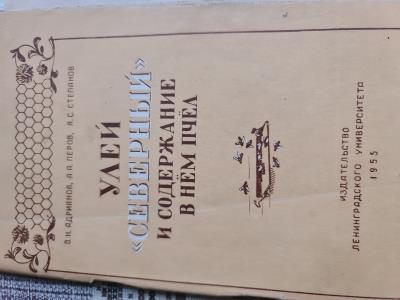 В.Н. АДРИАНОВ, А.А. ПЕРОВ, А.С. СТЕПАНОВ
УЛЕЙ
«СЕВЕРНЫЙ»
И СОДЕРЖАНИЕ
В НЁМ ПЧЁЛ
ИЗДАТЕЛЬСТВО
ЛЕНИНГРАДСКОГО УНИВЕРСИТЕТА
1955